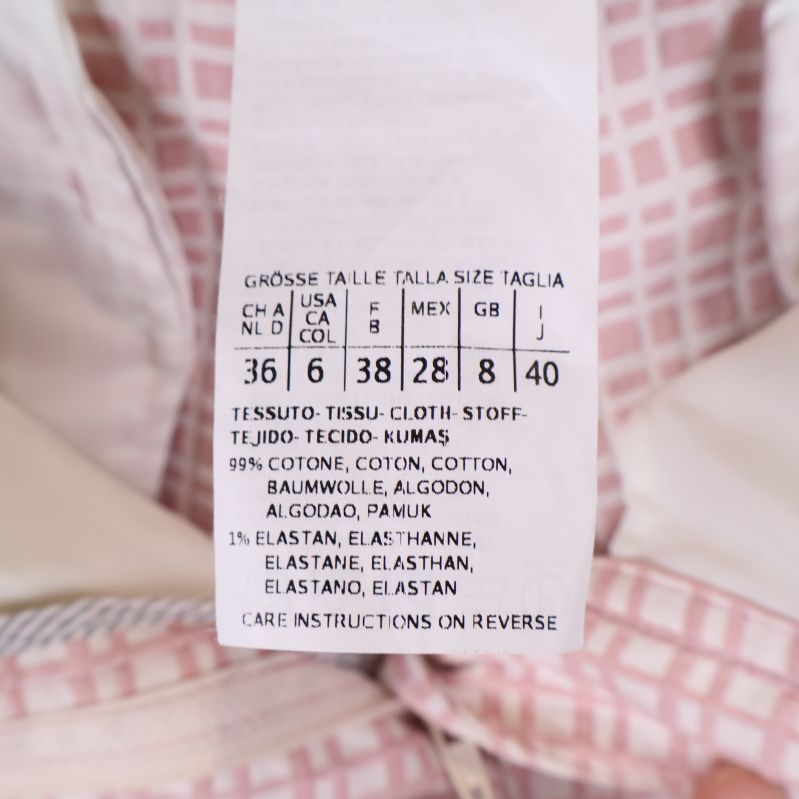 GRÖSSE TAILLE TALLA SIZE TAGLIA
CH A NL D USA CA COL F B MEX GB I J
36 6 38 28 8 40
TESSUTO- TISSU- CLOTH- STOFF-
TEJIDO- TECIDO- KUMAŞ
99% COTONE, COTON, COTTON,
BAUMWOLLE, ALGODON,
ALGODAO, PAMUK
1% ELASTAN, ELASTHANNE,
ELASTANE, ELASTHAN,
ELASTANO, ELASTAN
CARE INSTRUCTIONS ON REVERSE